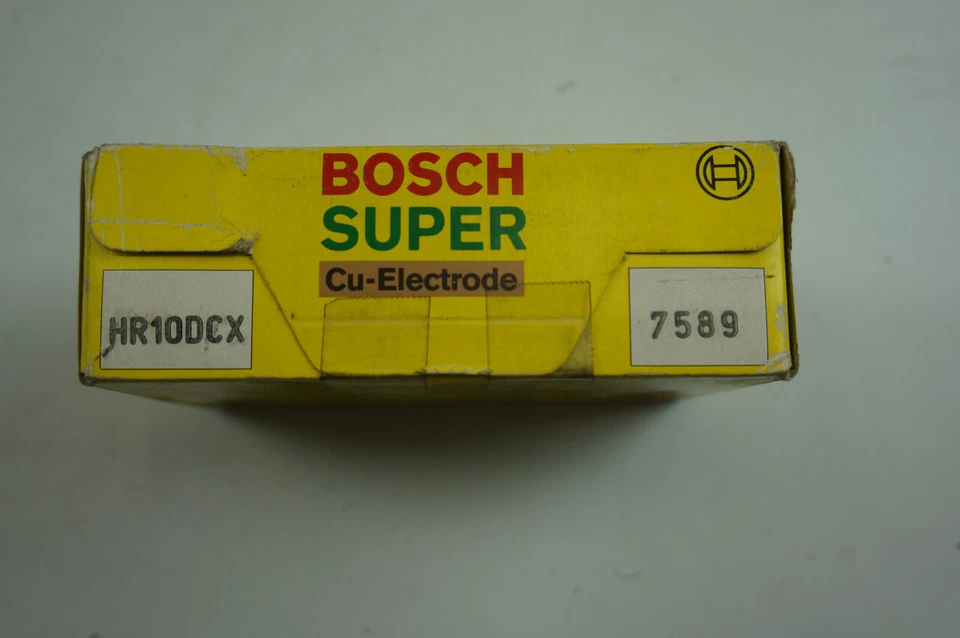 BOSCH
SUPER
Cu-Electrode
HR10DCX
7589